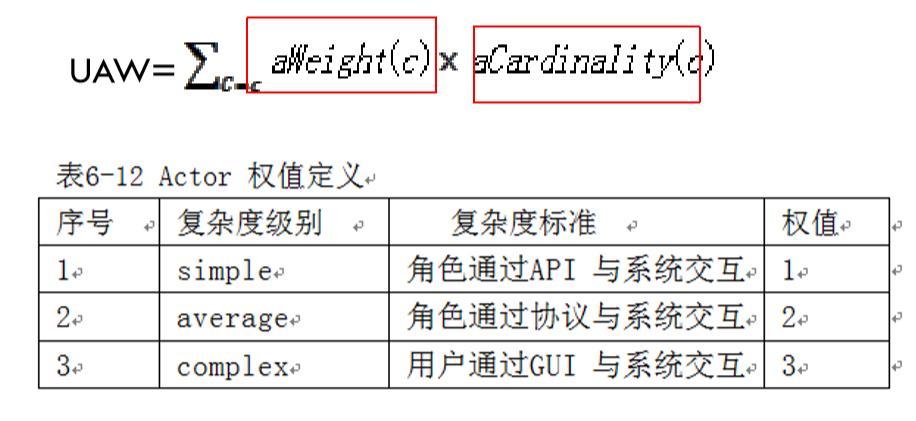 UAW=∑C=c aWeight(c)× aCardinality(c)
表6-12 Actor 权值定义
序号 复杂度级别 复杂度标准 权值
1 simple 角色通过API 与系统交互 1
2 average 角色通过协议与系统交互 2
3 complex 用户通过GUI 与系统交互 3